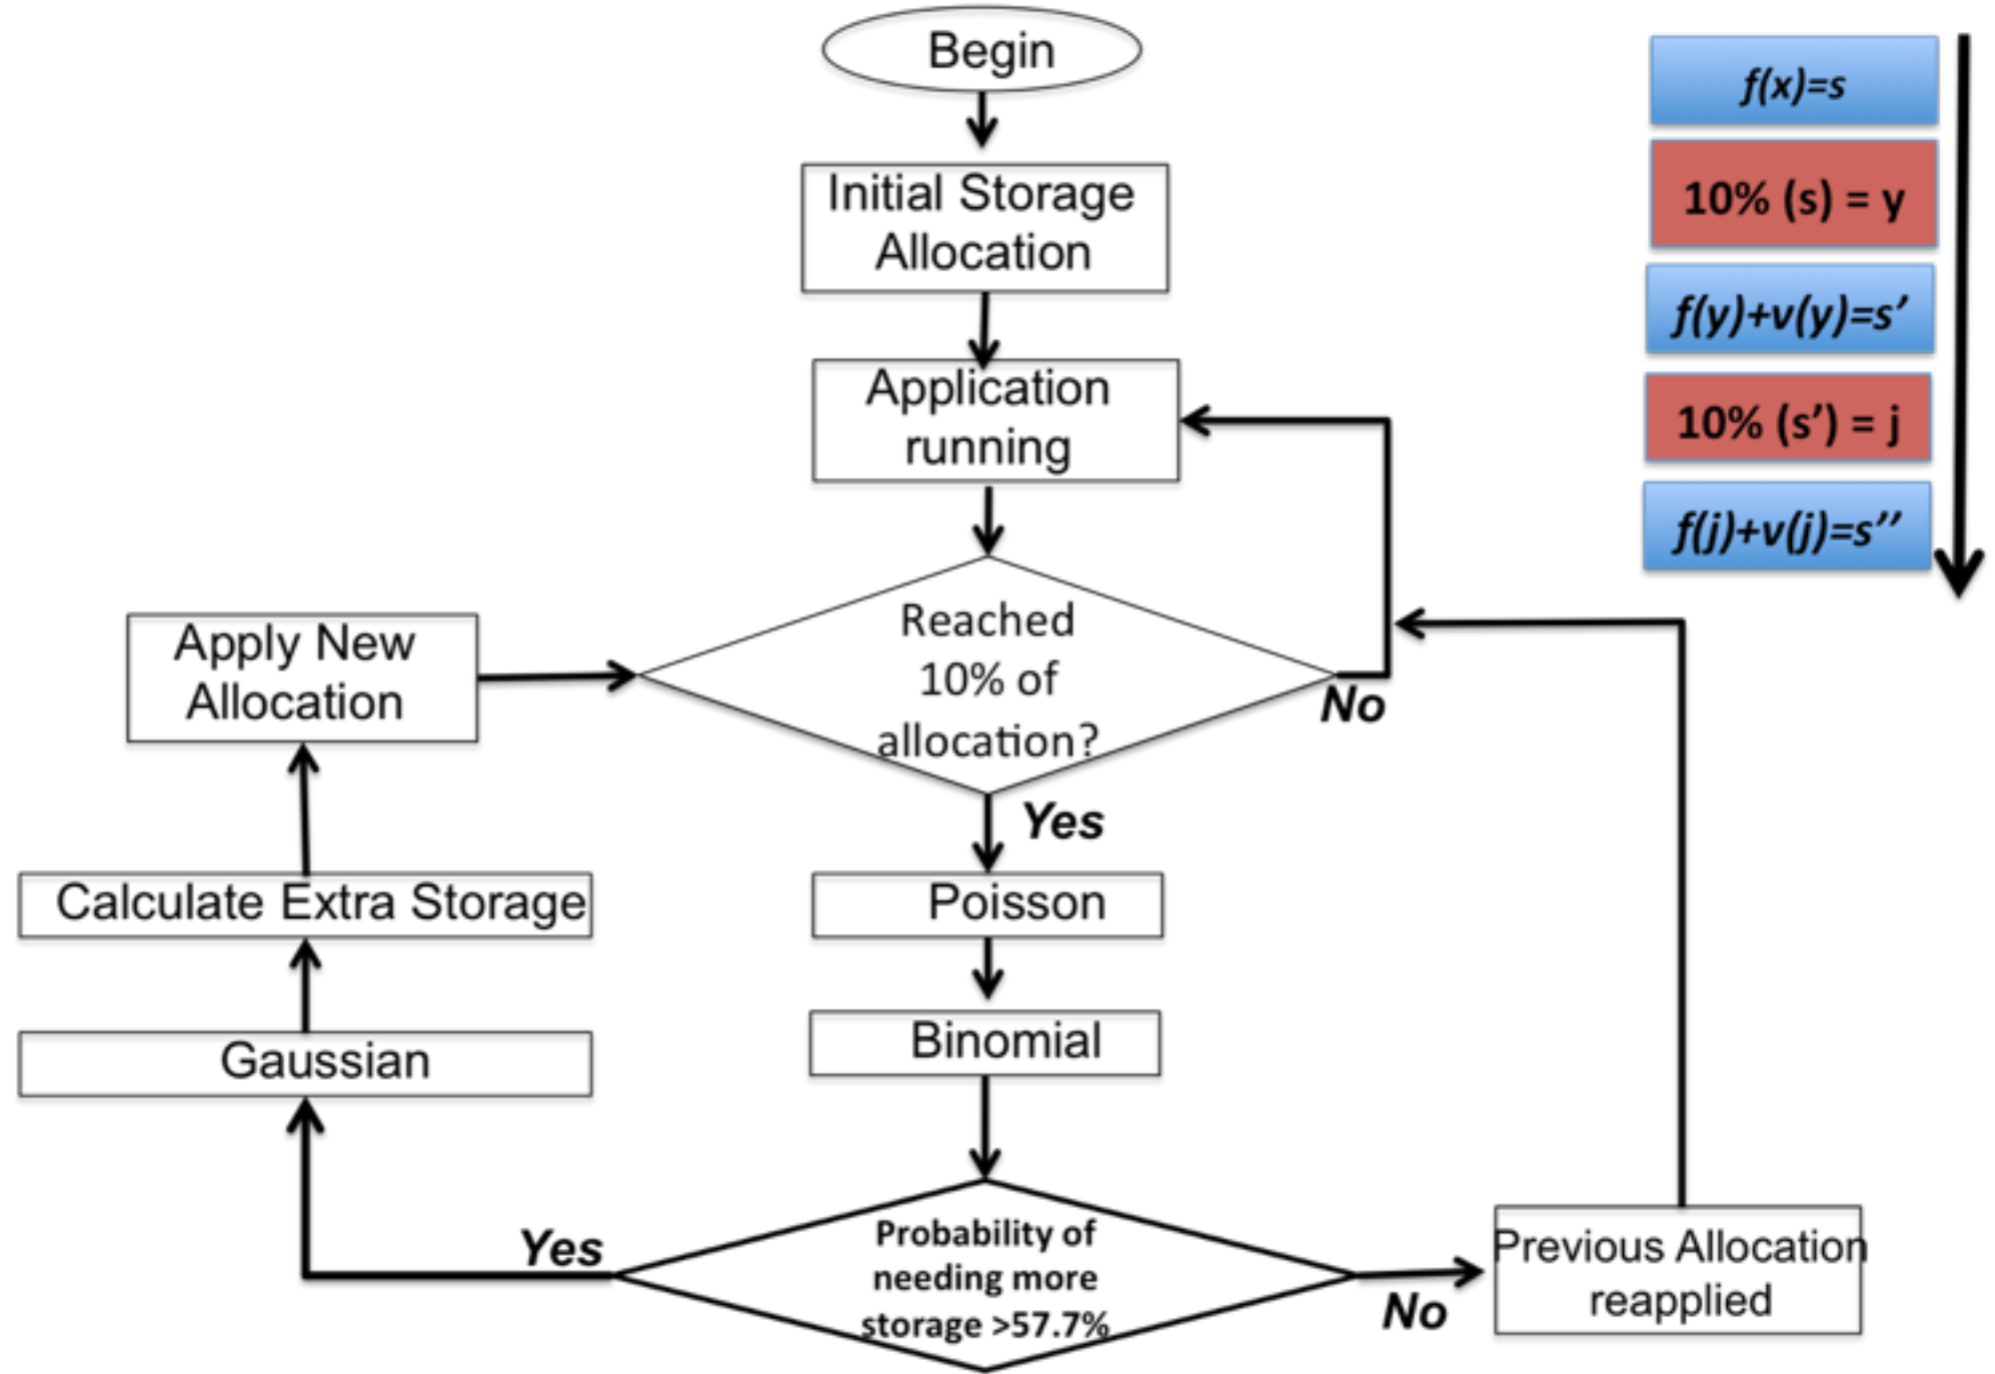 Begin
Initial Storage
Allocation
Application
running
Reached
10% of
allocation?
No
Yes
Poisson
Binomial
Probability of
needing more
storage >57.7%
Yes
No
Gaussian
Calculate Extra Storage
Apply New
Allocation
Previous Allocation
reapplied
f(x)=s
10% (s) = y
f(y)+v(y)=s’
10% (s’) = j
f(j)+v(j)=s’’